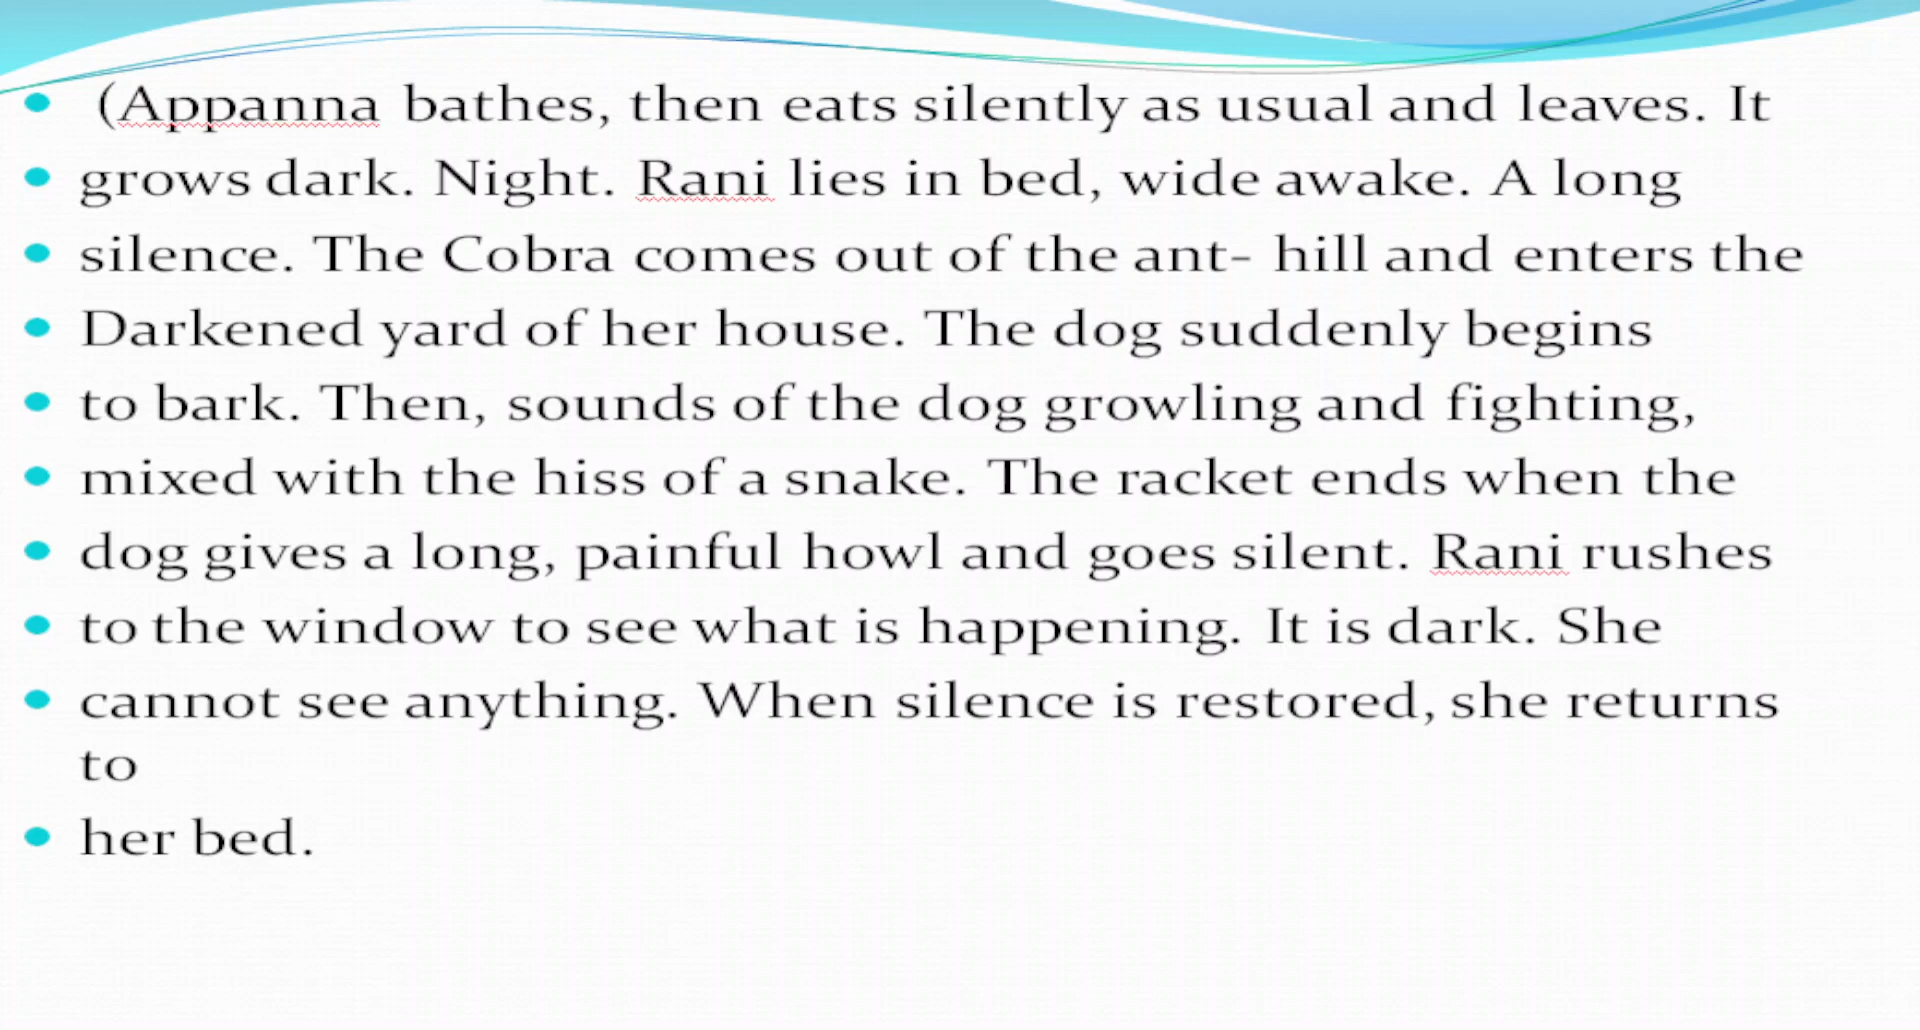 • (Appanna bathes, then eats silently as usual and leaves. It
• grows dark. Night. Rani lies in bed, wide awake. A long
• silence. The Cobra comes out of the ant- hill and enters the
• Darkened yard of her house. The dog suddenly begins
• to bark. Then, sounds of the dog growling and fighting,
• mixed with the hiss of a snake. The racket ends when the
• dog gives a long, painful howl and goes silent. Rani rushes
• to the window to see what is happening. It is dark. She
• cannot see anything. When silence is restored, she returns
to
• her bed.